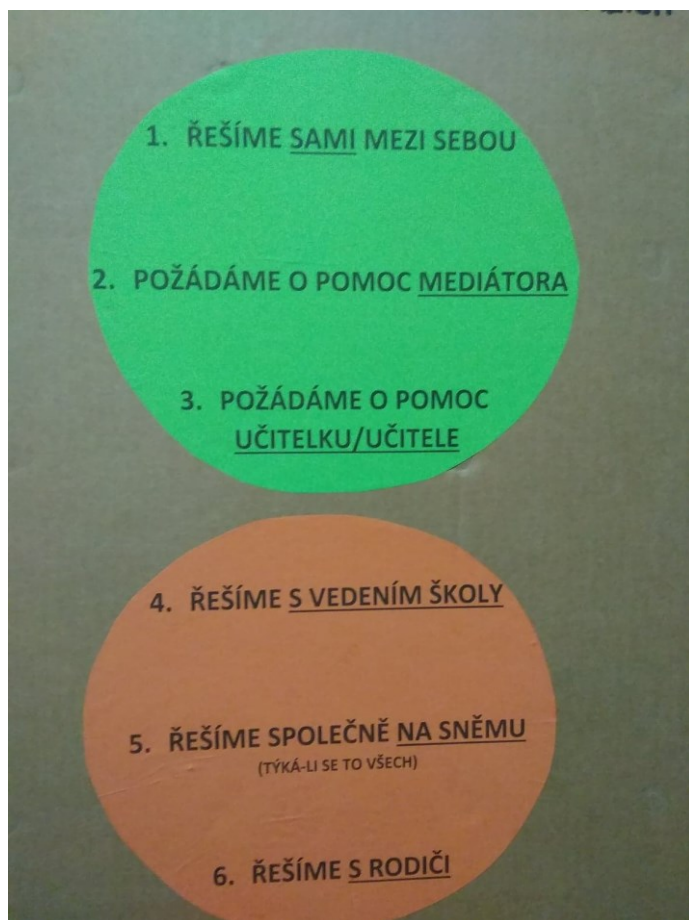 1. ŘEŠÍME SAMI MEZI SEBOU
2. POŽÁDÁME O POMOC MEDIÁTORA
3. POŽÁDÁME O POMOC
UČITELKU/UČITELE
4. ŘEŠÍME S VEDENÍM ŠKOLY
5. ŘEŠÍME SPOLEČNĚ NA SNĚMU
(TÝKÁ-LI SE TO VŠECH)
6. ŘEŠÍME S RODIČI